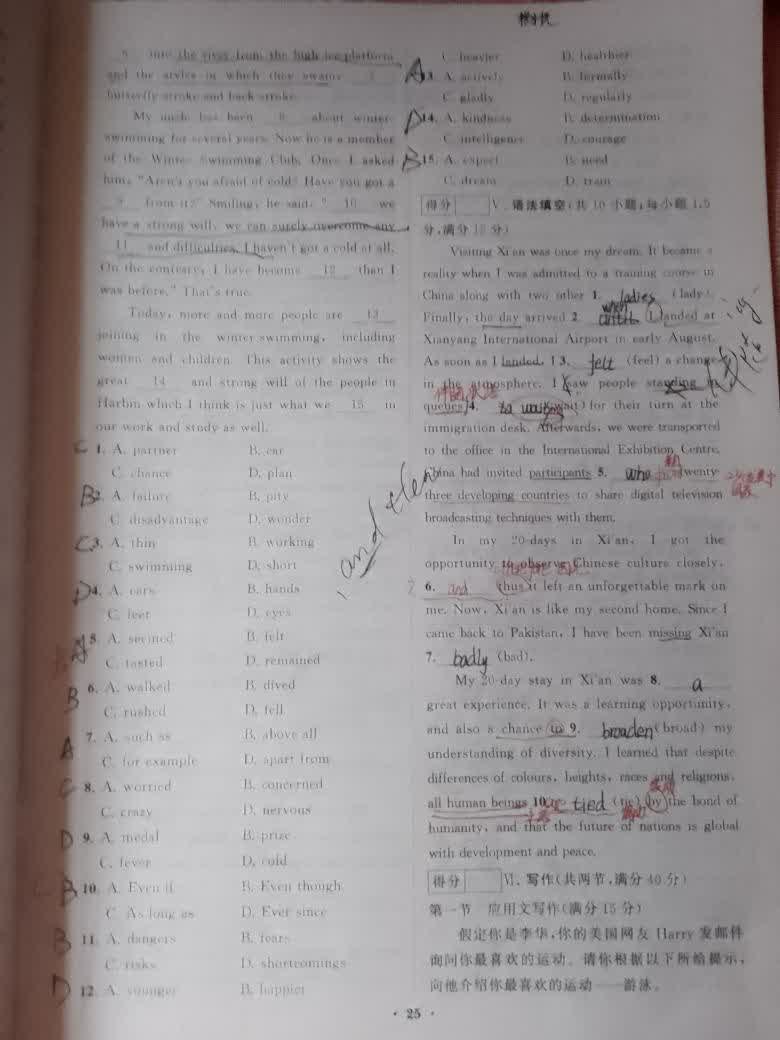 6 into the river from the high ice platform
and the styles in which they swam: 7
butterfly stroke and back stroke.
My uncle has been 8 about winter
swimming for several years. Now he is a member
of the Winter Swimming Club. Once I asked
him, "Aren't you afraid of cold? Have you got a
9 from it?" Smiling, he said, " 10 we
have a strong will, we can surely overcome any
11 and difficulties. I haven't got a cold at all.
On the contrary, I have become 12 than I
was before." That's true.
Today, more and more people are 13
joining in the winter swimming, including
women and children. This activity shows the
great 14 and strong will of the people in
Harbin which I think is just what we 15 in
our work and study as well.
C 1. A. partner B. car
C. chance D. plan
B 2. A. failure B. pity
C. disadvantage D. wonder
C 3. A. thin B. working
C. swimming D. short
D 4. A. ears B. hands
C. feet D. eyes
A 5. A. seemed B. felt
C. tasted D. remained
B 6. A. walked B. dived
C. rushed D. fell
A 7. A. such as B. above all
C. for example D. apart from
C 8. A. worried B. concerned
C. crazy D. nervous
D 9. A. medal B. prize
C. fever D. cold
B 10. A. Even if B. Even though
C. As long as D. Ever since
B 11. A. dangers B. fears
C. risks D. shortcomings
D 12. A. younger B. happier
C. heavier D. healthier
A 13. A. actively B. formally
C. gladly D. regularly
D 14. A. kindness B. determination
C. intelligence D. courage
B 15. A. expect B. need
C. dream D. train
得分 Ⅴ. 语法填空(共 10 小题;每小题 1.5
分,满分 15 分)
Visiting Xi'an was once my dream. It became a
reality when I was admitted to a training course in
China along with two other 1. ladies (lady).
Finally, the day arrived 2. when I landed at
Xianyang International Airport in early August.
As soon as I landed, I 3. felt (feel) a change
in the atmosphere. I saw people standing in
queues 4. to wait (wait) for their turn at the
immigration desk. Afterwards, we were transported
to the office in the International Exhibition Centre.
China had invited participants 5. who twenty-
three developing countries to share digital television
broadcasting techniques with them.
In my 20-days in Xi'an, I got the
opportunity to observe Chinese culture closely,
6. and thus it left an unforgettable mark on
me. Now, Xi'an is like my second home. Since I
came back to Pakistan, I have been missing Xi'an
7. badly (bad).
My 20-day stay in Xi'an was 8. a
great experience. It was a learning opportunity,
and also a chance to 9. broaden (broad) my
understanding of diversity. I learned that despite
differences of colours, heights, races and religions,
all human beings 10. are tied (tie) by the bond of
humanity, and that the future of nations is global
with development and peace.
得分 Ⅵ. 写作(共两节,满分 40 分)
第一节 应用文写作(满分 15 分)
假定你是李华,你的美国网友 Harry 发邮件
询问你最喜欢的运动。请你根据以下所给提示,
向他介绍你最喜欢的运动——游泳。
· 25 ·